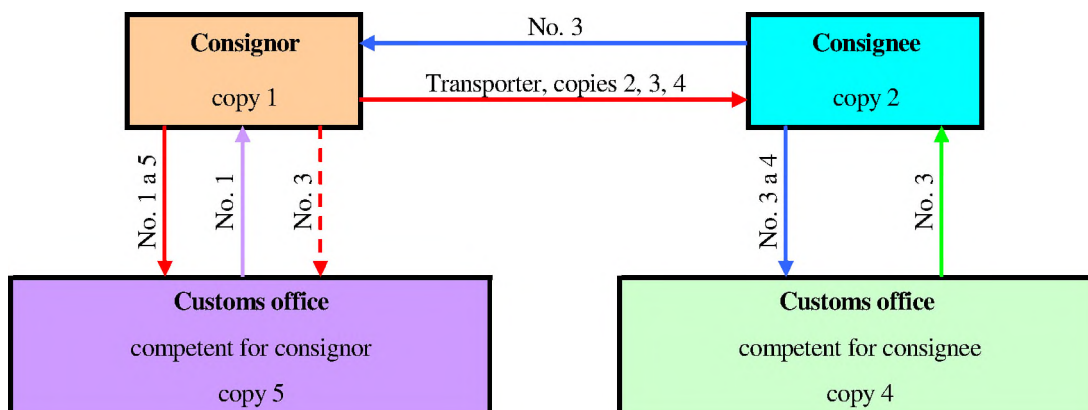 No. 3
Consignor
Consignee
Transporter, copies 2, 3, 4
copy 1
copy 2
No. 1 a 5
No. 1
No. 3
No. 3 a 4
No. 3
Customs office
Customs office
competent for consignor
competent for consignee
copy 5
copy 4